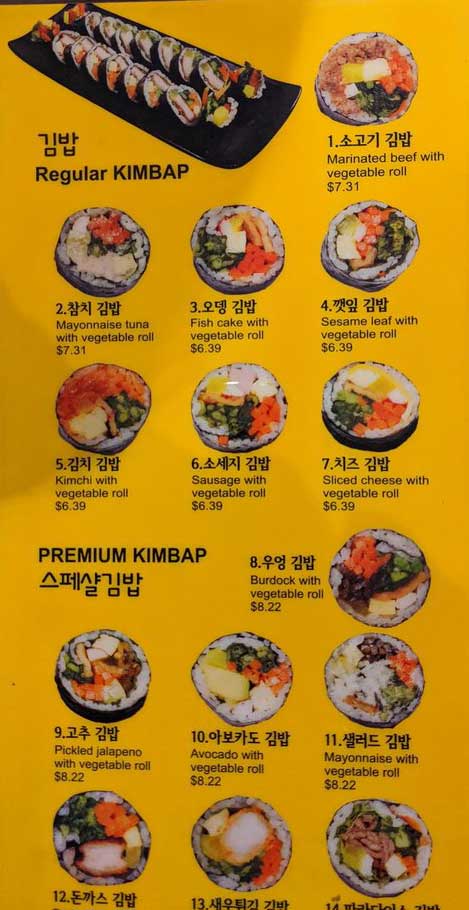 김밥
Regular KIMBAP
1.소고기 김밥
Marinated beef with
vegetable roll
$7.31
2.참치 김밥
Mayonnaise tuna
with vegetable roll
$7.31
3.오뎅 김밥
Fish cake with
vegetable roll
$6.39
4.깻잎 김밥
Sesame leaf with
vegetable roll
$6.39
5.김치 김밥
Kimchi with
vegetable roll
$6.39
6.소세지 김밥
Sausage with
vegetable roll
$6.39
7.치즈 김밥
Sliced cheese with
vegetable roll
$6.39
PREMIUM KIMBAP
스페샬김밥
8.우엉 김밥
Burdock with
vegetable roll
$8.22
9.고추 김밥
Pickled jalapeno
with vegetable roll
$8.22
10.아보카도 김밥
Avocado with
vegetable roll
$8.22
11.샐러드 김밥
Mayonnaise with
vegetable roll
$8.22
12.돈까스 김밥
13.새우튀김 김밥
14.파라다이스 김밥